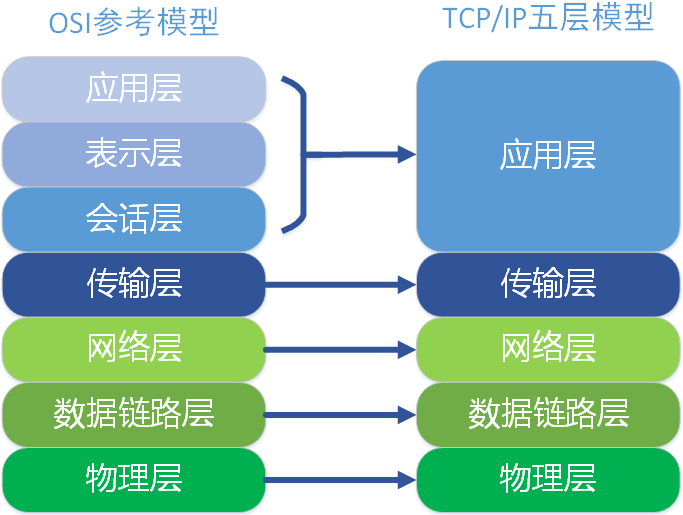 OSI参考模型
应用层
表示层
会话层
传输层
网络层
数据链路层
物理层
TCP/IP五层模型
应用层
传输层
网络层
数据链路层
物理层